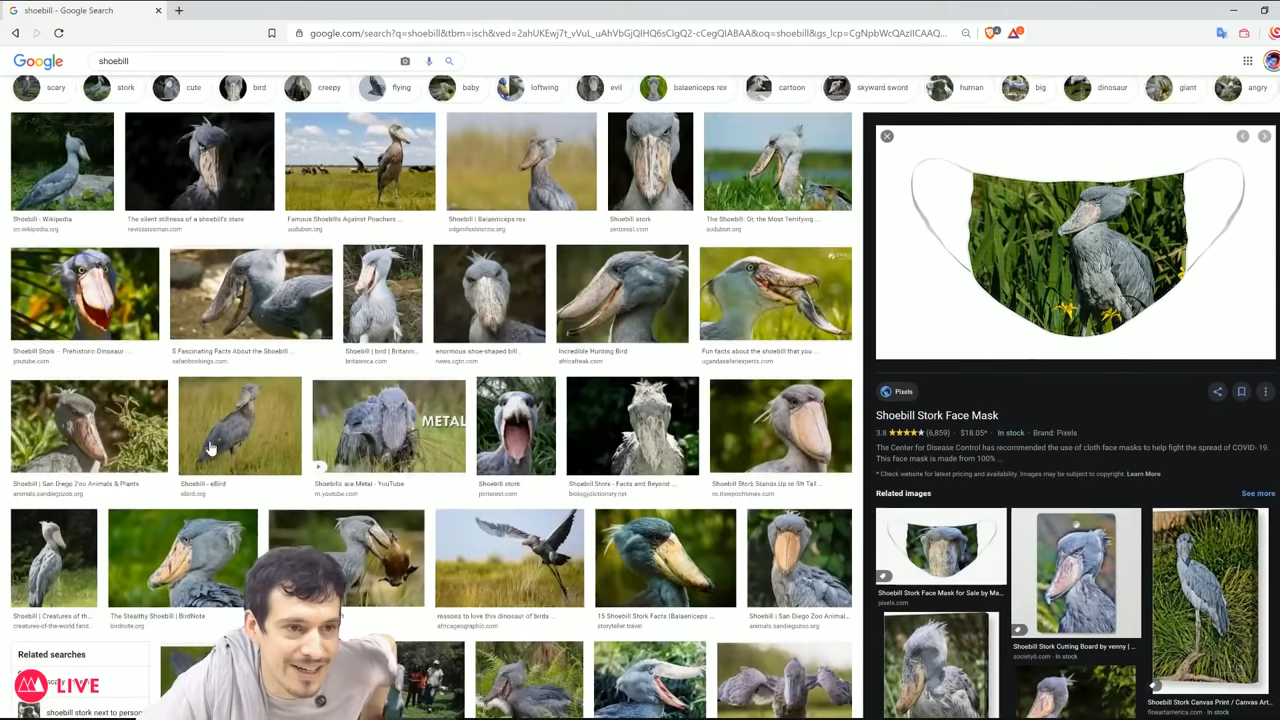 shoebill - Google Search
google.com/search?q=shoebill&tbm=isch&ved=2ahUKEwj7t_vVuL_uAhVbGjQIHQ6sCIgQ2-cCegQIABAA&oq=shoebill&gs_lcp=CgNpbWcQAzIICAAQ...
Google
shoebill
scary
stork
cute
bird
creepy
flying
baby
loftwing
evil
balaeniceps rex
cartoon
skyward sword
human
big
dinosaur
giant
angry
Shoebill - Wikipedia
en.wikipedia.org
The silent stillness of a shoebill's stare
newstatesman.com
Famous Shoebills Against Poachers ...
audubon.org
Shoebill | Balaeniceps rex
edgeofexistence.org
Shoebill stork
pinterest.com
The Shoebill: Or, the Most Terrifying ...
audubon.org
Shoebill Stork - Prehistoric Dinosaur ...
youtube.com
5 Fascinating Facts About the Shoebill ...
safaribookings.com
Shoebill | bird | Britanni...
britannica.com
enormous shoe-shaped bill
news.cgtn.com
Incredible Hunting Bird
africafreak.com
Fun facts about the shoebill that you ...
ugandasafariexperts.com
METAL
Shoebill | San Diego Zoo Animals & Plants
animals.sandiegozoo.org
Shoebill - eBird
ebird.org
Shoebills are Metal - YouTube
m.youtube.com
Shoebill stork
pinterest.com
Shoebill Stork - Facts and Beyond ...
biologydictionary.net
Shoebill Stork Stands Up to 5ft Tall ...
m.theepochtimes.com
Shoebill | Creatures of th...
creatures-of-the-world.fand...
The Stealthy Shoebill | BirdNote
birdnote.org
reasons to love this dinosaur of birds ...
africageographic.com
15 Shoebill Stork Facts (Balaeniceps ...
storyteller.travel
Shoebill | San Diego Zoo Animal...
animals.sandiegozoo.org
Related searches
shoebill stork next to person
LIVE
Pixels
Shoebill Stork Face Mask
3.8 ★★★★★ (6,859) · $18.05* · In stock · Brand: Pixels
The Center for Disease Control has recommended the use of cloth face masks to help fight the spread of COVID- 19.
This face mask is made from 100% ...
* Check website for latest pricing and availability. Images may be subject to copyright. Learn More
Related images
See more
Shoebill Stork Face Mask for Sale by Ma...
pixels.com
Shoebill Stork Cutting Board by venny | ...
society6.com · In stock
Shoebill Stork Canvas Print / Canvas Art...
fineartamerica.com · In stock